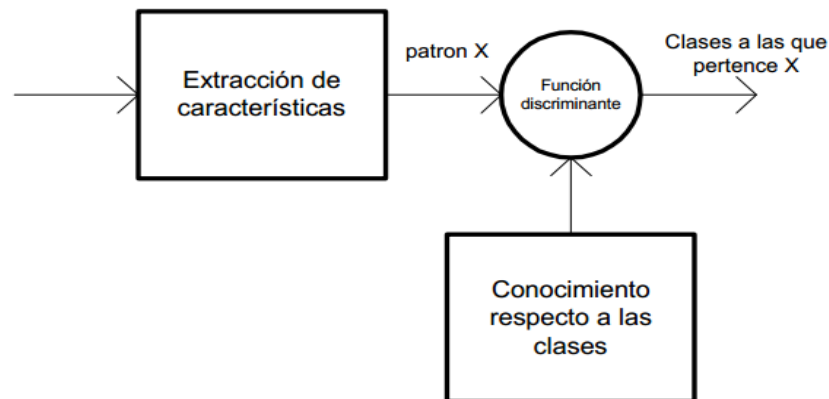 Extracción de
características
patron X
Función
discriminante
Clases a las que
pertence X
Conocimiento
respecto a las
clases